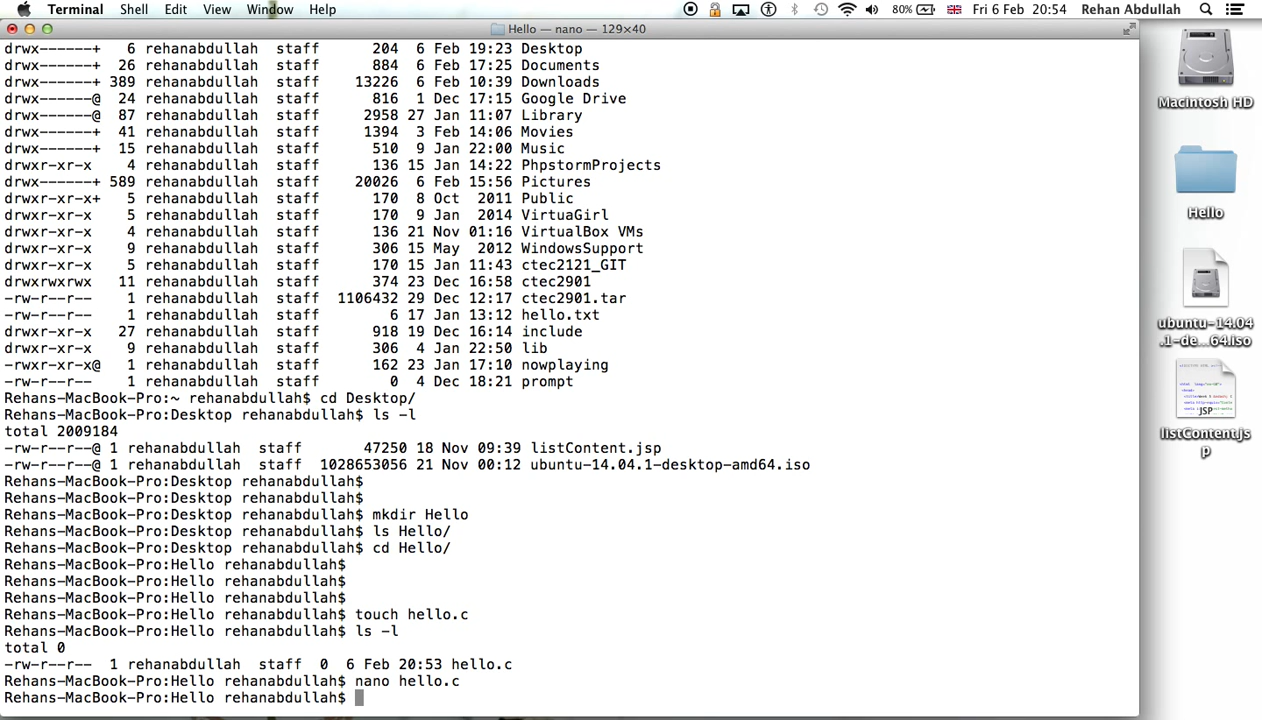 Terminal Shell Edit View Window Help 80% Fri 6 Feb 20:54 Rehan Abdullah
Hello — nano — 129×40
drwx------+ 6 rehanabdullah staff 204 6 Feb 19:23 Desktop
drwx------+ 26 rehanabdullah staff 884 6 Feb 17:25 Documents
drwx------+ 389 rehanabdullah staff 13226 6 Feb 10:39 Downloads
drwx------@ 24 rehanabdullah staff 816 1 Dec 17:15 Google Drive
drwx------@ 87 rehanabdullah staff 2958 27 Jan 11:07 Library
drwx------+ 41 rehanabdullah staff 1394 3 Feb 14:06 Movies
drwx------+ 15 rehanabdullah staff 510 9 Jan 22:00 Music
drwxr-xr-x 4 rehanabdullah staff 136 15 Jan 14:22 PhpstormProjects
drwx------+ 589 rehanabdullah staff 20026 6 Feb 15:56 Pictures
drwxr-xr-x+ 5 rehanabdullah staff 170 8 Oct 2011 Public
drwxr-xr-x 5 rehanabdullah staff 170 9 Jan 2014 VirtuaGirl
drwxr-xr-x 4 rehanabdullah staff 136 21 Nov 01:16 VirtualBox VMs
drwxr-xr-x 9 rehanabdullah staff 306 15 May 2012 WindowsSupport
drwxr-xr-x 5 rehanabdullah staff 170 15 Jan 11:43 ctec2121_GIT
drwxrwxrwx 11 rehanabdullah staff 374 23 Dec 16:58 ctec2901
-rw-r--r-- 1 rehanabdullah staff 1106432 29 Dec 12:17 ctec2901.tar
-rw-r--r-- 1 rehanabdullah staff 6 17 Jan 13:12 hello.txt
drwxr-xr-x 27 rehanabdullah staff 918 19 Dec 16:14 include
drwxr-xr-x 9 rehanabdullah staff 306 4 Jan 22:50 lib
-rwxr-xr-x@ 1 rehanabdullah staff 162 23 Jan 17:10 nowplaying
-rw-r--r-- 1 rehanabdullah staff 0 4 Dec 18:21 prompt
Rehans-MacBook-Pro:~ rehanabdullah$ cd Desktop/
Rehans-MacBook-Pro:Desktop rehanabdullah$ ls -l
total 2009184
-rw-r--r--@ 1 rehanabdullah staff 47250 18 Nov 09:39 listContent.jsp
-rw-r--r--@ 1 rehanabdullah staff 1028653056 21 Nov 00:12 ubuntu-14.04.1-desktop-amd64.iso
Rehans-MacBook-Pro:Desktop rehanabdullah$
Rehans-MacBook-Pro:Desktop rehanabdullah$
Rehans-MacBook-Pro:Desktop rehanabdullah$ mkdir Hello
Rehans-MacBook-Pro:Desktop rehanabdullah$ ls Hello/
Rehans-MacBook-Pro:Desktop rehanabdullah$ cd Hello/
Rehans-MacBook-Pro:Hello rehanabdullah$
Rehans-MacBook-Pro:Hello rehanabdullah$
Rehans-MacBook-Pro:Hello rehanabdullah$
Rehans-MacBook-Pro:Hello rehanabdullah$ touch hello.c
Rehans-MacBook-Pro:Hello rehanabdullah$ ls -l
total 0
-rw-r--r-- 1 rehanabdullah staff 0 6 Feb 20:53 hello.c
Rehans-MacBook-Pro:Hello rehanabdullah$ nano hello.c
Rehans-MacBook-Pro:Hello rehanabdullah$
Macintosh HD
Hello
ubuntu-14.04
.1-de...64.iso
JSP
listContent.js
p